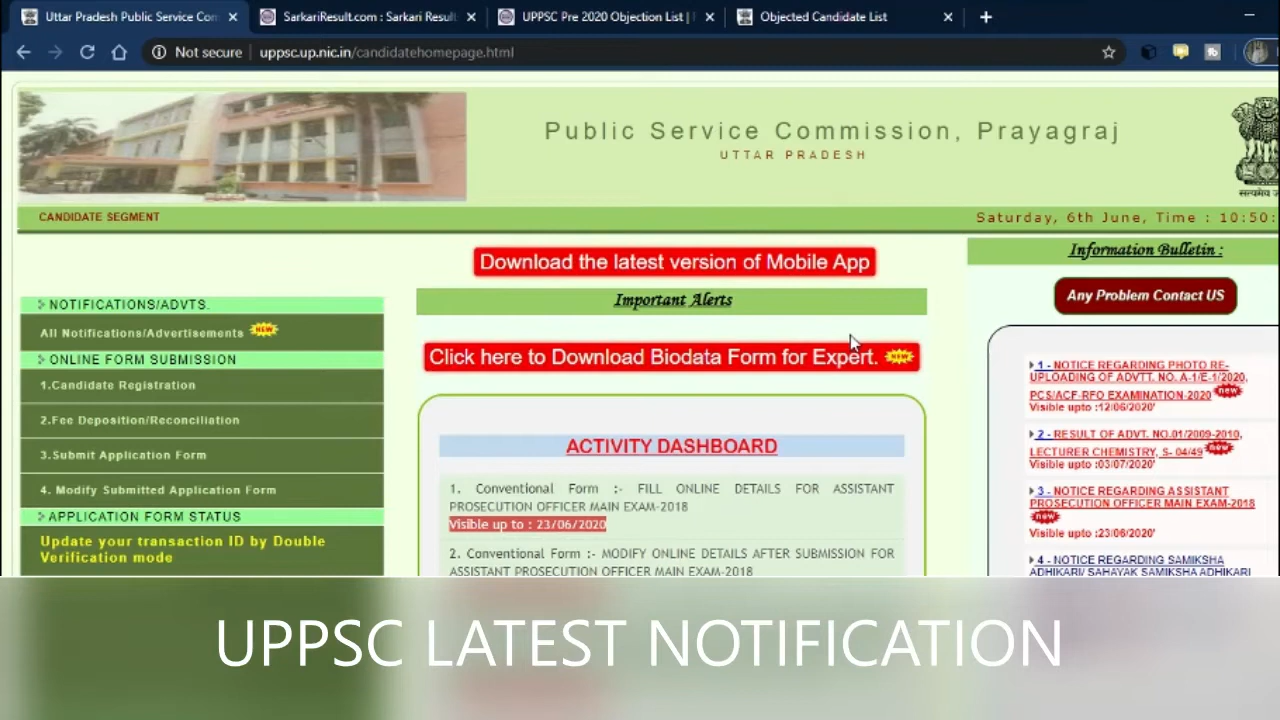 Uttar Pradesh Public Service Com
SarkariResult.com : Sarkari Result
UPPSC Pre 2020 Objection List |
Objected Candidate List
Not secure
uppsc.up.nic.in/candidatehomepage.html
Public Service Commission, Prayagraj
UTTAR PRADESH
CANDIDATE SEGMENT
Saturday, 6th June, Time : 10:50:
NOTIFICATIONS/ADVTS.
All Notifications/Advertisements NEW
ONLINE FORM SUBMISSION
1.Candidate Registration
2.Fee Deposition/Reconciliation
3.Submit Application Form
4. Modify Submitted Application Form
APPLICATION FORM STATUS
Update your transaction ID by Double
Verification mode
Download the latest version of Mobile App
Important Alerts
Click here to Download Biodata Form for Expert. NEW
ACTIVITY DASHBOARD
1. Conventional Form :- FILL ONLINE DETAILS FOR ASSISTANT
PROSECUTION OFFICER MAIN EXAM-2018
Visible up to : 23/06/2020
2. Conventional Form :- MODIFY ONLINE DETAILS AFTER SUBMISSION FOR
ASSISTANT PROSECUTION OFFICER MAIN EXAM-2018
Information Bulletin :
Any Problem Contact US
1 - NOTICE REGARDING PHOTO RE-
UPLOADING OF ADVTT. NO. A-1/E-1/2020,
PCS/ACF-RFO EXAMINATION-2020 new
Visible upto :12/06/2020'
2 - RESULT OF ADVT. NO.01/2009-2010,
LECTURER CHEMISTRY, S- 04/49 new
Visible upto :03/07/2020'
3 - NOTICE REGARDING ASSISTANT
PROSECUTION OFFICER MAIN EXAM-2018
new
Visible upto :23/06/2020'
4 - NOTICE REGARDING SAMIKSHA
ADHIKARI/ SAHAYAK SAMIKSHA ADHIKARI
UPPSC LATEST NOTIFICATION